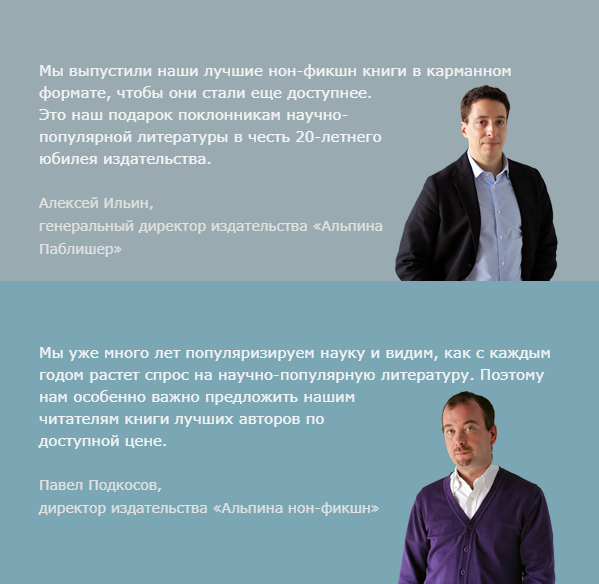 Мы выпустили наши лучшие нон-фикшн книги в карманном
формате, чтобы они стали еще доступнее.
Это наш подарок поклонникам научно-
популярной литературы в честь 20-летнего
юбилея издательства.
Алексей Ильин,
генеральный директор издательства «Альпина
Паблишер»
Мы уже много лет популяризируем науку и видим, как с каждым
годом растет спрос на научно-популярную литературу. Поэтому
нам особенно важно предложить нашим
читателям книги лучших авторов по
доступной цене.
Павел Подкосов,
директор издательства «Альпина нон-фикшн»